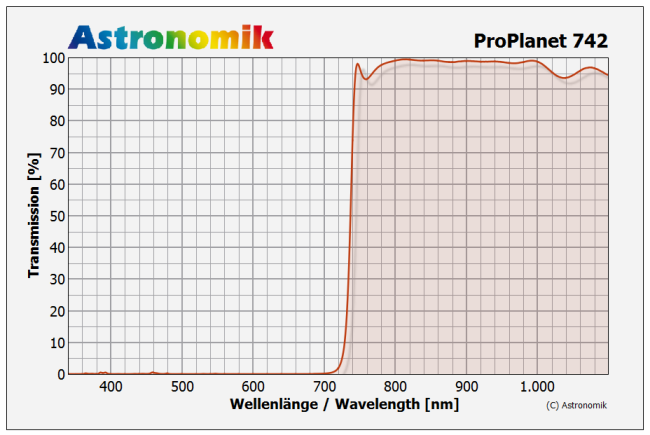 Astronomik
ProPlanet 742
Transmission [%]
100
90
80
70
60
50
40
30
20
10
0
400 500 600 700 800 900 1.000
Wellenlänge / Wavelength [nm]
(C) Astronomik